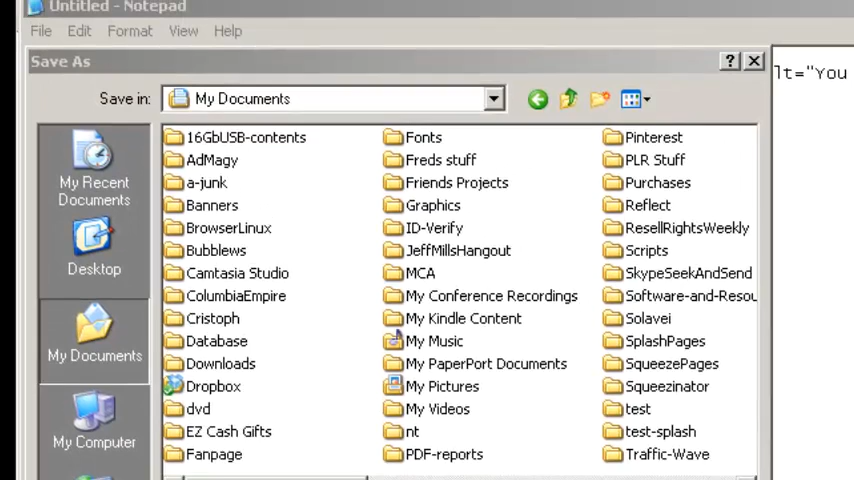 Untitled - Notepad
File Edit Format View Help
Save As
lt="You
Save in: My Documents
My Recent
Documents
Desktop
My Documents
My Computer
16GbUSB-contents
AdMagy
a-junk
Banners
BrowserLinux
Bubblews
Camtasia Studio
ColumbiaEmpire
Cristoph
Database
Downloads
Dropbox
dvd
EZ Cash Gifts
Fanpage
Fonts
Freds stuff
Friends Projects
Graphics
ID-Verify
JeffMillsHangout
MCA
My Conference Recordings
My Kindle Content
My Music
My PaperPort Documents
My Pictures
My Videos
nt
PDF-reports
Pinterest
PLR Stuff
Purchases
Reflect
ResellRightsWeekly
Scripts
SkypeSeekAndSend
Software-and-Resou
Solavei
SplashPages
SqueezePages
Squeezinator
test
test-splash
Traffic-Wave